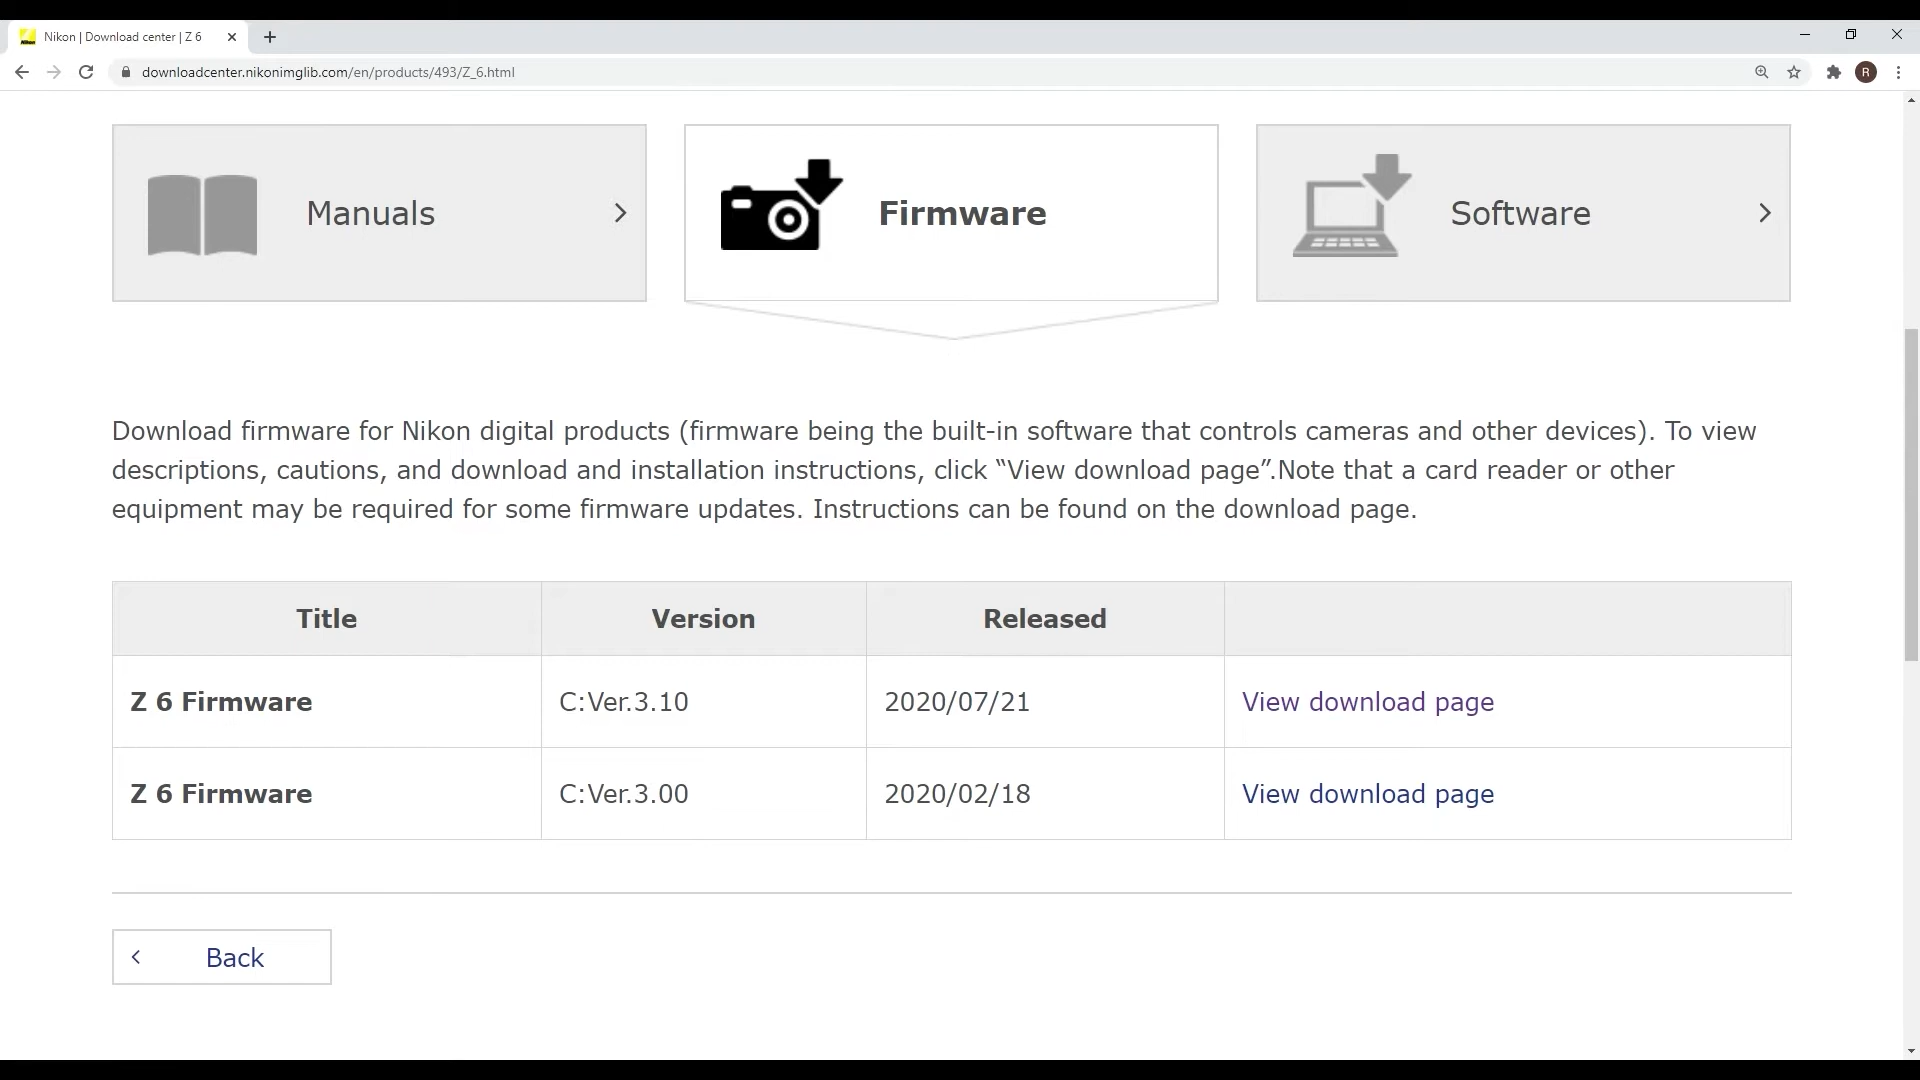 Nikon | Download center | Z 6
downloadcenter.nikonimglib.com/en/products/493/Z_6.html
R
Manuals
Firmware
Software
Download firmware for Nikon digital products (firmware being the built-in software that controls cameras and other devices). To view
descriptions, cautions, and download and installation instructions, click “View download page”.Note that a card reader or other
equipment may be required for some firmware updates. Instructions can be found on the download page.
Title Version Released
Z 6 Firmware C:Ver.3.10 2020/07/21 View download page
Z 6 Firmware C:Ver.3.00 2020/02/18 View download page
Back